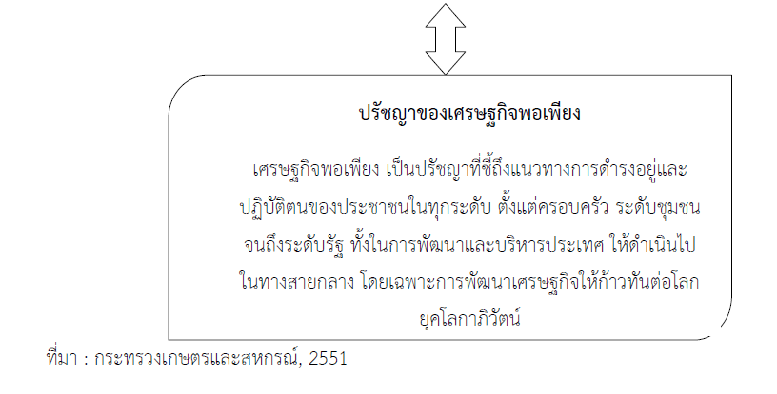 ปรัชญาของเศรษฐกิจพอเพียง
เศรษฐกิจพอเพียง เป็นปรัชญาที่ชี้ถึงแนวทางการดำรงอยู่และ
ปฏิบัติตนของประชาชนในทุกระดับ ตั้งแต่ครอบครัว ระดับชุมชน
จนถึงระดับรัฐ ทั้งในการพัฒนาและบริหารประเทศ ให้ดำเนินไป
ในทางสายกลาง โดยเฉพาะการพัฒนาเศรษฐกิจให้ก้าวทันต่อโลก
ยุคโลกาภิวัตน์
ที่มา : กระทรวงเกษตรและสหกรณ์, 2551